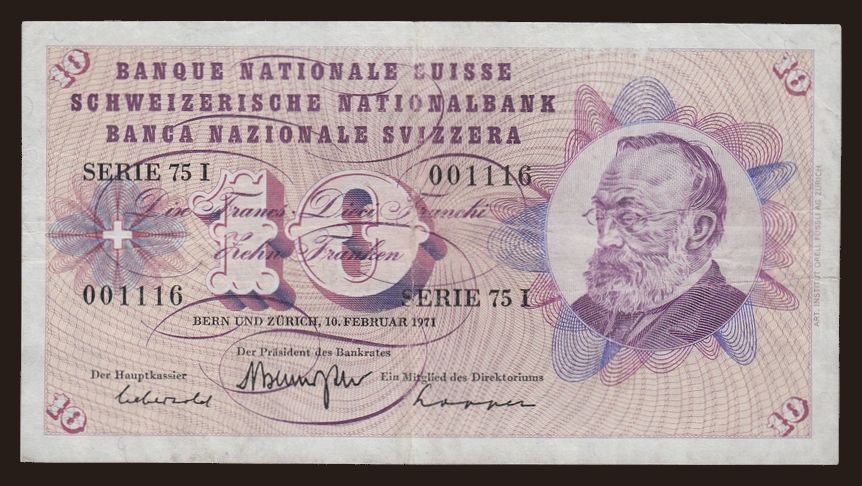 10 10
BANQUE NATIONALE SUISSE
SCHWEIZERISCHE NATIONALBANK
BANCA NAZIONALE SVIZZERA
SERIE 75 I 001116
10
Dix Francs Dieci Franchi
Zehn Franken
001116 SERIE 75 I
BERN UND ZÜRICH, 10. FEBRUAR 1971
Der Präsident des Bankrates
Der Hauptkassier Ein Mitglied des Direktoriums
10 10
ART. INSTITUT ORELL FÜSSLI AG ZÜRICH